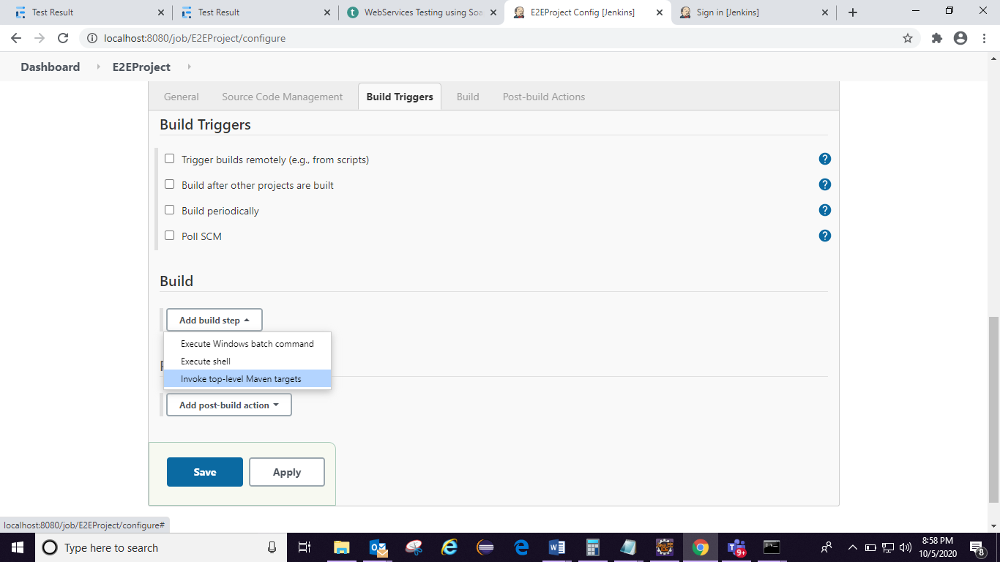 Test Result
Test Result
WebServices Testing using Soa
E2EProject Config [Jenkins]
Sign in [Jenkins]
localhost:8080/job/E2EProject/configure
Dashboard
E2EProject
General
Source Code Management
Build Triggers
Build
Post-build Actions
Build Triggers
Trigger builds remotely (e.g., from scripts)
Build after other projects are built
Build periodically
Poll SCM
Build
Add build step
Execute Windows batch command
Execute shell
Invoke top-level Maven targets
Add post-build action
Save
Apply
localhost:8080/job/E2EProject/configure#
Type here to search
9+
8:58 PM
10/5/2020
8